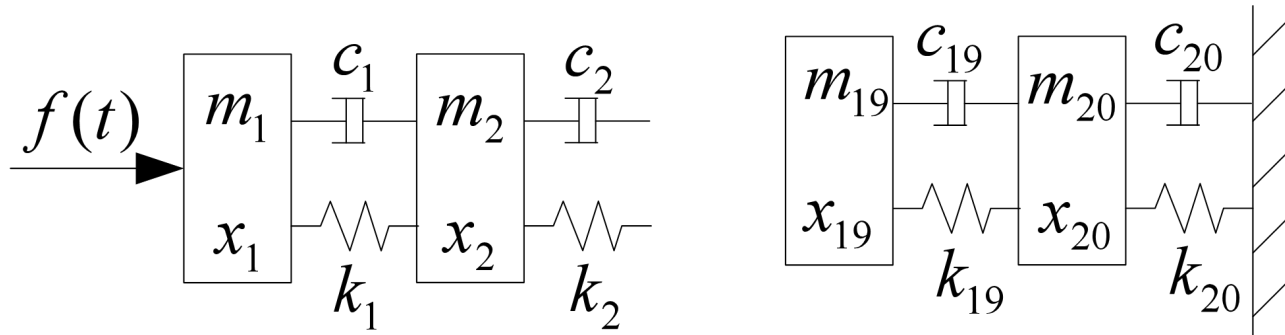 c₁ c₂ c₁₉ c₂₀
f(t) m₁ m₂ m₁₉ m₂₀
x₁ x₂ x₁₉ x₂₀
k₁ k₂ k₁₉ k₂₀